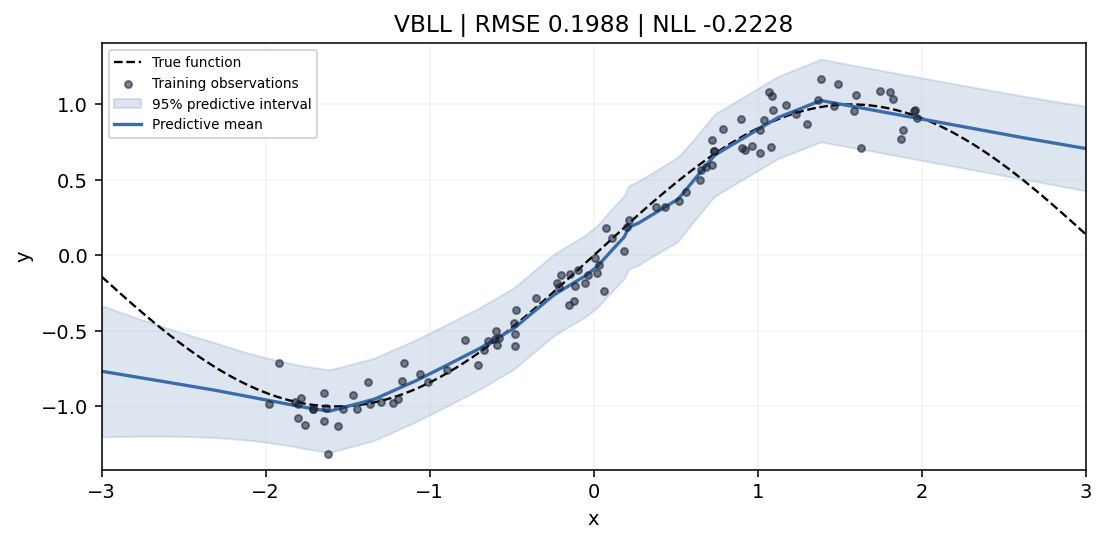 VBLL | RMSE 0.1988 | NLL -0.2228
True function
Training observations
95% predictive interval
Predictive mean
y
1.0
0.5
0.0
−0.5
−1.0
−3
−2
−1
0
1
2
3
x